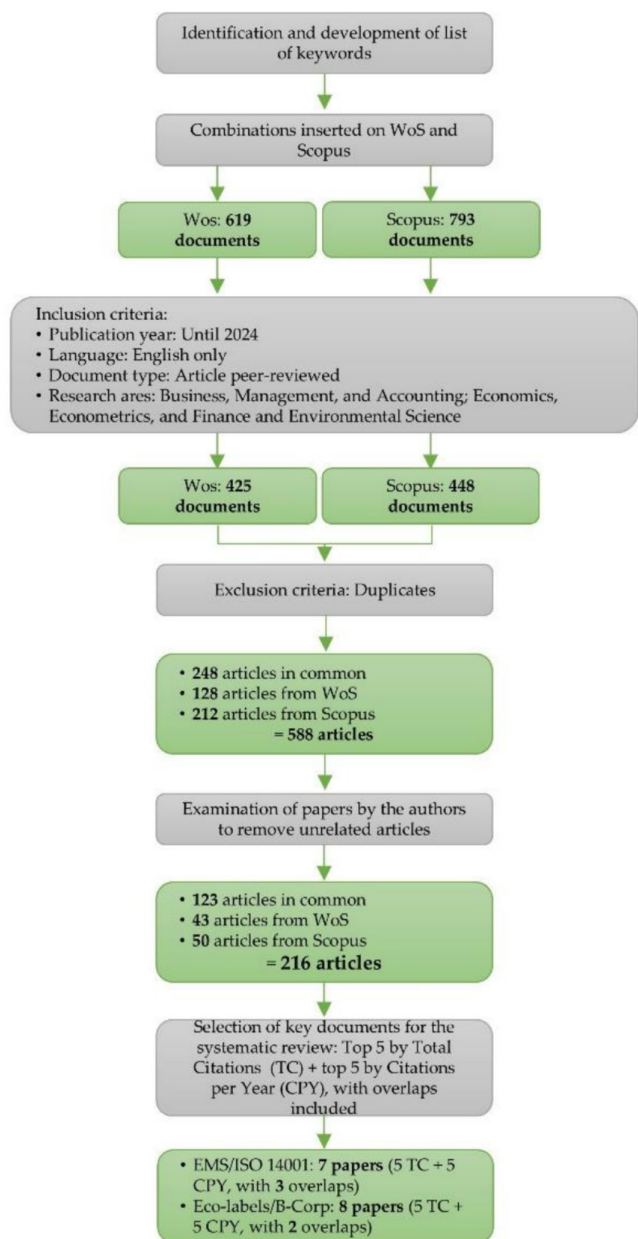 Identification and development of list
of keywords
Combinations inserted on WoS and
Scopus
Wos: 619
documents
Scopus: 793
documents
Inclusion criteria:
• Publication year: Until 2024
• Language: English only
• Document type: Article peer-reviewed
• Research ares: Business, Management, and Accounting; Economics,
Econometrics, and Finance and Environmental Science
Wos: 425
documents
Scopus: 448
documents
Exclusion criteria: Duplicates
• 248 articles in common
• 128 articles from WoS
• 212 articles from Scopus
= 588 articles
Examination of papers by the authors
to remove unrelated articles
• 123 articles in common
• 43 articles from WoS
• 50 articles from Scopus
= 216 articles
Selection of key documents for the
systematic review: Top 5 by Total
Citations (TC) + top 5 by Citations
per Year (CPY), with overlaps
included
• EMS/ISO 14001: 7 papers (5 TC + 5
CPY, with 3 overlaps)
• Eco-labels/B-Corp: 8 papers (5 TC +
5 CPY, with 2 overlaps)